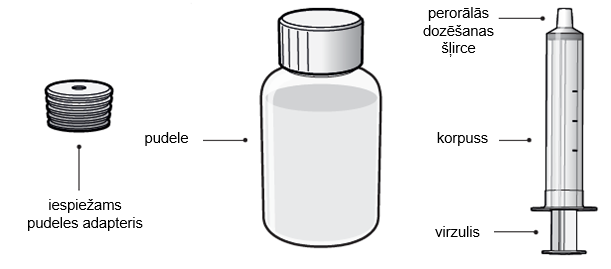 iespiežams
pudeles adapteris
pudele
perorālās
dozēšanas
šļirce
korpuss
virzulis